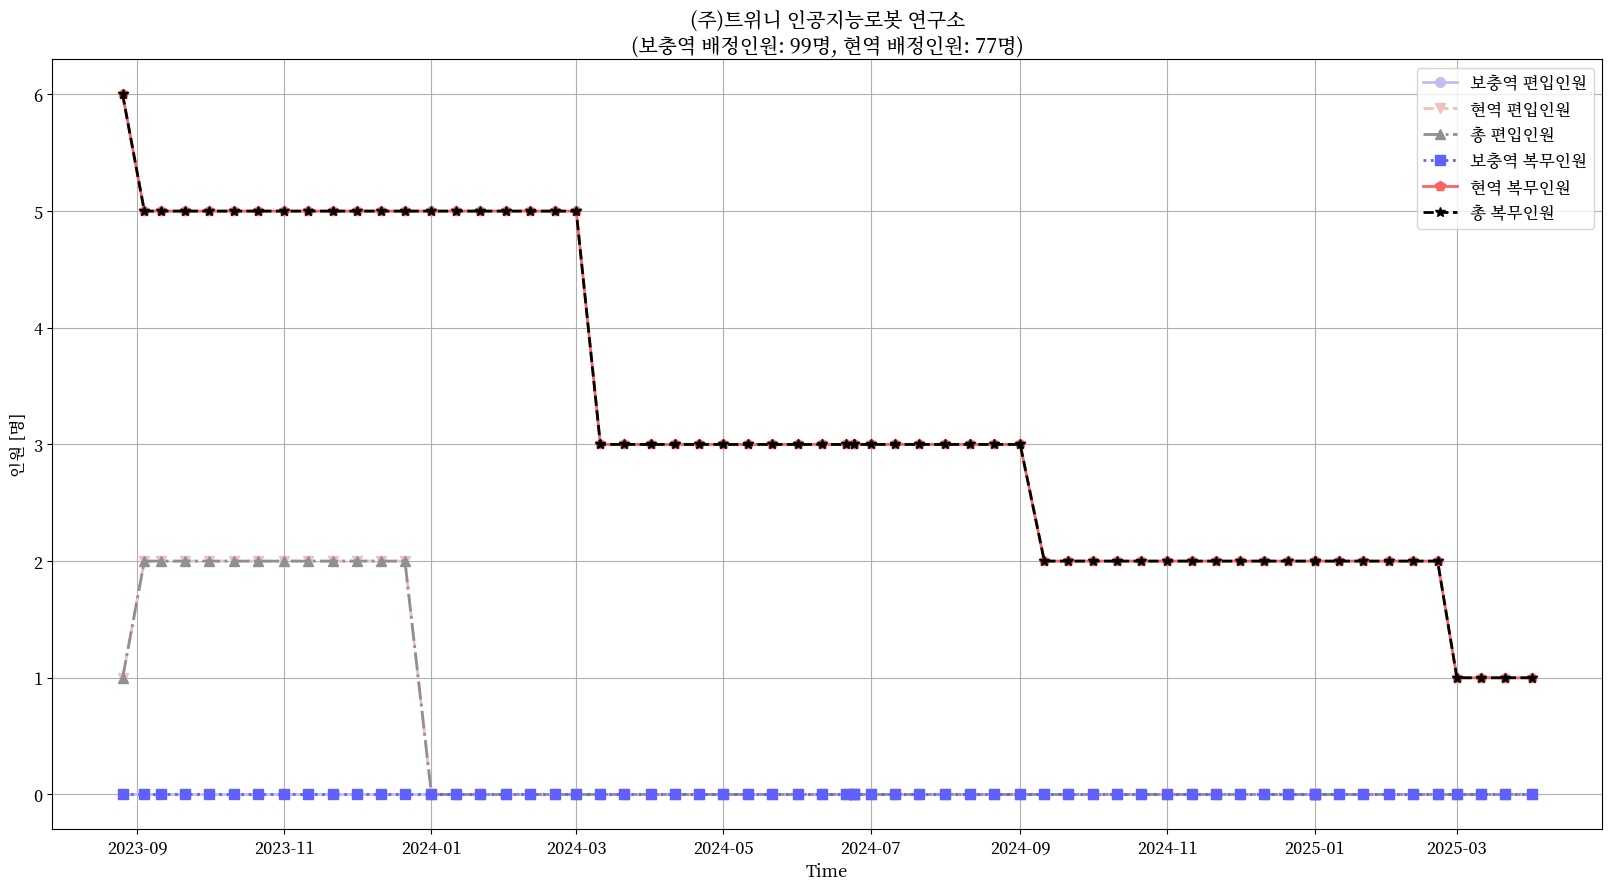 (주)트위니 인공지능로봇 연구소
(보충역 배정인원: 99명, 현역 배정인원: 77명)
보충역 편입인원
현역 편입인원
총 편입인원
보충역 복무인원
현역 복무인원
총 복무인원
인원 [명]
6
5
4
3
2
1
0
2023-09
2023-11
2024-01
2024-03
2024-05
2024-07
2024-09
2024-11
2025-01
2025-03
Time